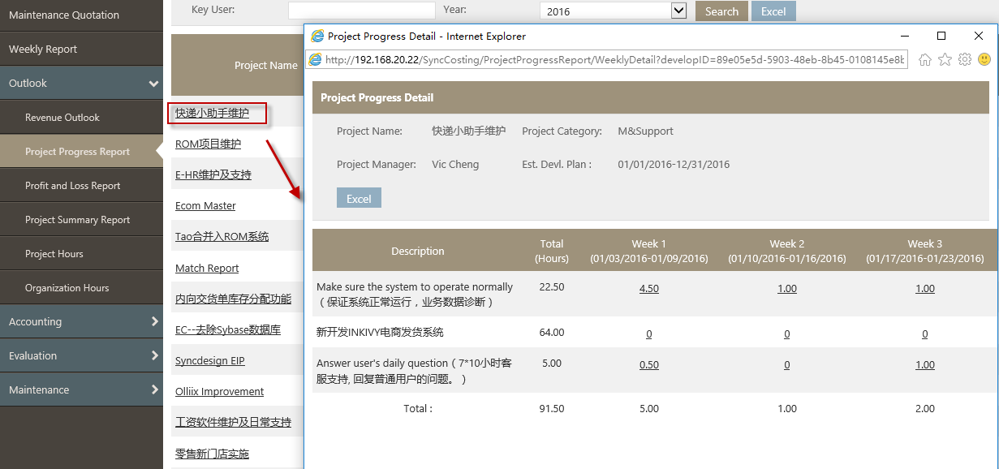 Maintenance Quotation
Weekly Report
Outlook
Revenue Outlook
Project Progress Report
Profit and Loss Report
Project Summary Report
Project Hours
Organization Hours
Accounting
Evaluation
Maintenance
Key User:
Year:
2016
Search
Excel
Project Name
快递小助手维护
ROM项目维护
E-HR维护及支持
Ecom Master
Tao合并入ROM系统
Match Report
内向交货单库存分配功能
EC--去除Sybase数据库
Syncdesign EIP
Olliix Improvement
工资软件维护及日常支持
零售新门店实施
Project Progress Detail - Internet Explorer
http://192.168.20.22/SyncCosting/ProjectProgressReport/WeeklyDetail?developID=89e05e5d-5903-48eb-8b45-0108145e8b
Project Progress Detail
Project Name: 快递小助手维护 Project Category: M&Support
Project Manager: Vic Cheng Est. Devl. Plan : 01/01/2016-12/31/2016
Excel
Description
Total
(Hours)
Week 1
(01/03/2016-01/09/2016)
Week 2
(01/10/2016-01/16/2016)
Week 3
(01/17/2016-01/23/2016)
Make sure the system to operate normally
（保证系统正常运行，业务数据诊断）
22.50 4.50 1.00 1.00
新开发INKIVY电商发货系统 64.00 0 0 0
Answer user's daily question（7*10小时客
服支持, 回复普通用户的问题。）
5.00 0.50 0 1.00
Total : 91.50 5.00 1.00 2.00